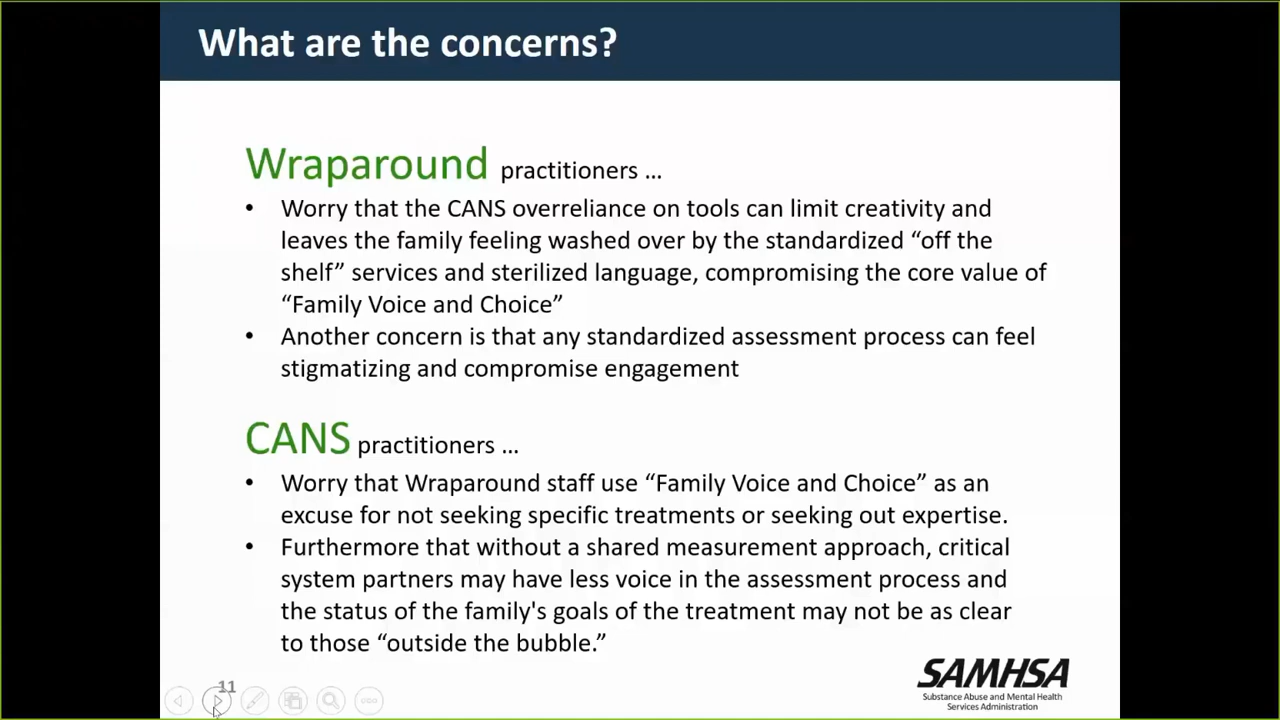 What are the concerns?
Wraparound practitioners ...
• Worry that the CANS overreliance on tools can limit creativity and
leaves the family feeling washed over by the standardized “off the
shelf” services and sterilized language, compromising the core value of
“Family Voice and Choice”
• Another concern is that any standardized assessment process can feel
stigmatizing and compromise engagement
CANS practitioners ...
• Worry that Wraparound staff use “Family Voice and Choice” as an
excuse for not seeking specific treatments or seeking out expertise.
• Furthermore that without a shared measurement approach, critical
system partners may have less voice in the assessment process and
the status of the family's goals of the treatment may not be as clear
to those “outside the bubble.”
11
SAMHSA
Substance Abuse and Mental Health
Services Administration